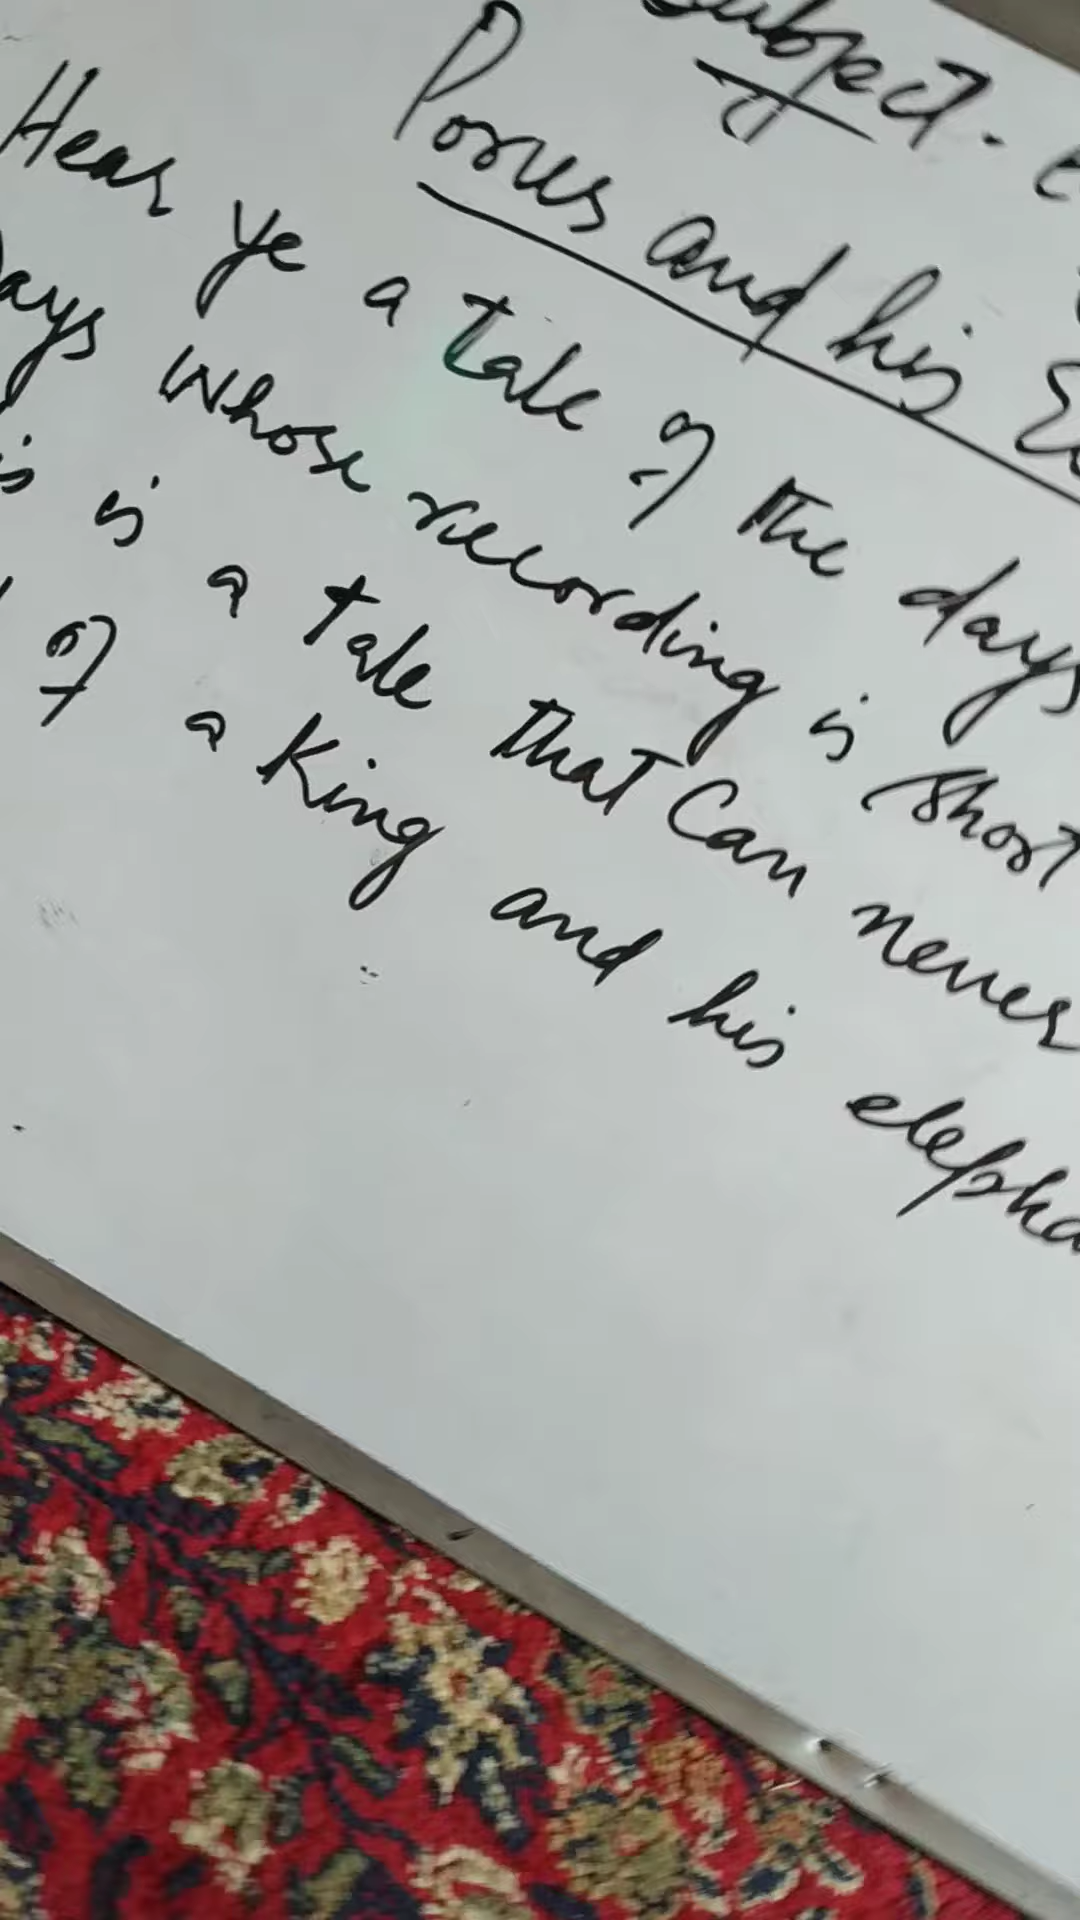 Subject.
Porus and his
Hear ye a tale of the days
days whose recording is short
is a tale that Can never
of a King and his